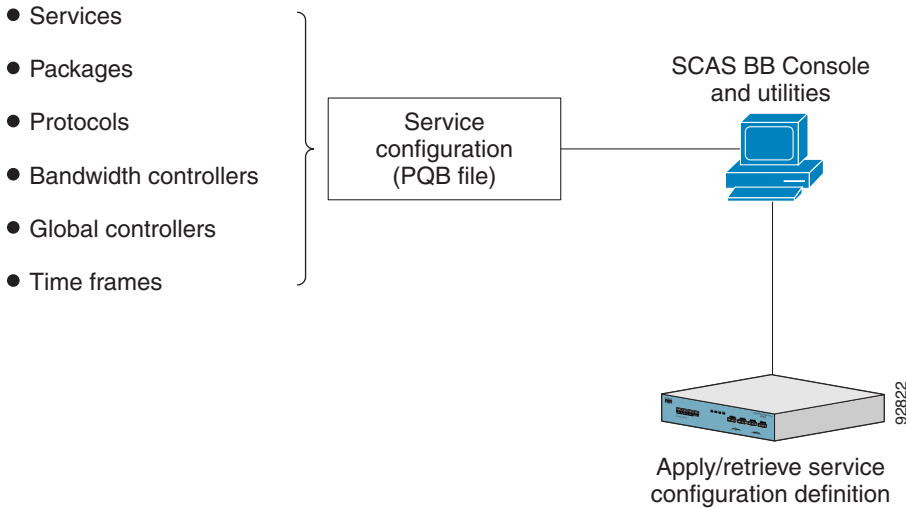 ● Services
● Packages
● Protocols
● Bandwidth controllers
● Global controllers
● Time frames
Service
configuration
(PQB file)
SCAS BB Console
and utilities
92822
Apply/retrieve service
configuration definition